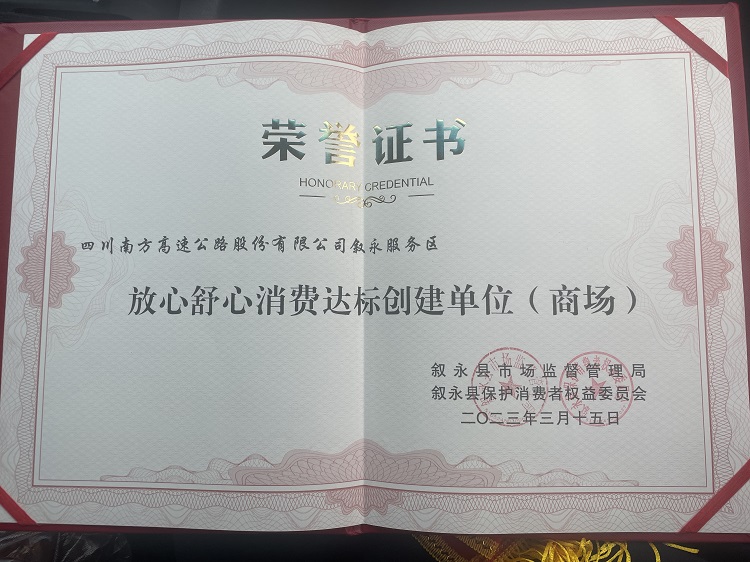 荣誉证书
HONORARY CREDENTIAL
四川南方高速公路股份有限公司叙永服务区
放心舒心消费达标创建单位（商场）
叙永县市场监督管理局
叙永县保护消费者权益委员会
二〇二三年三月十五日